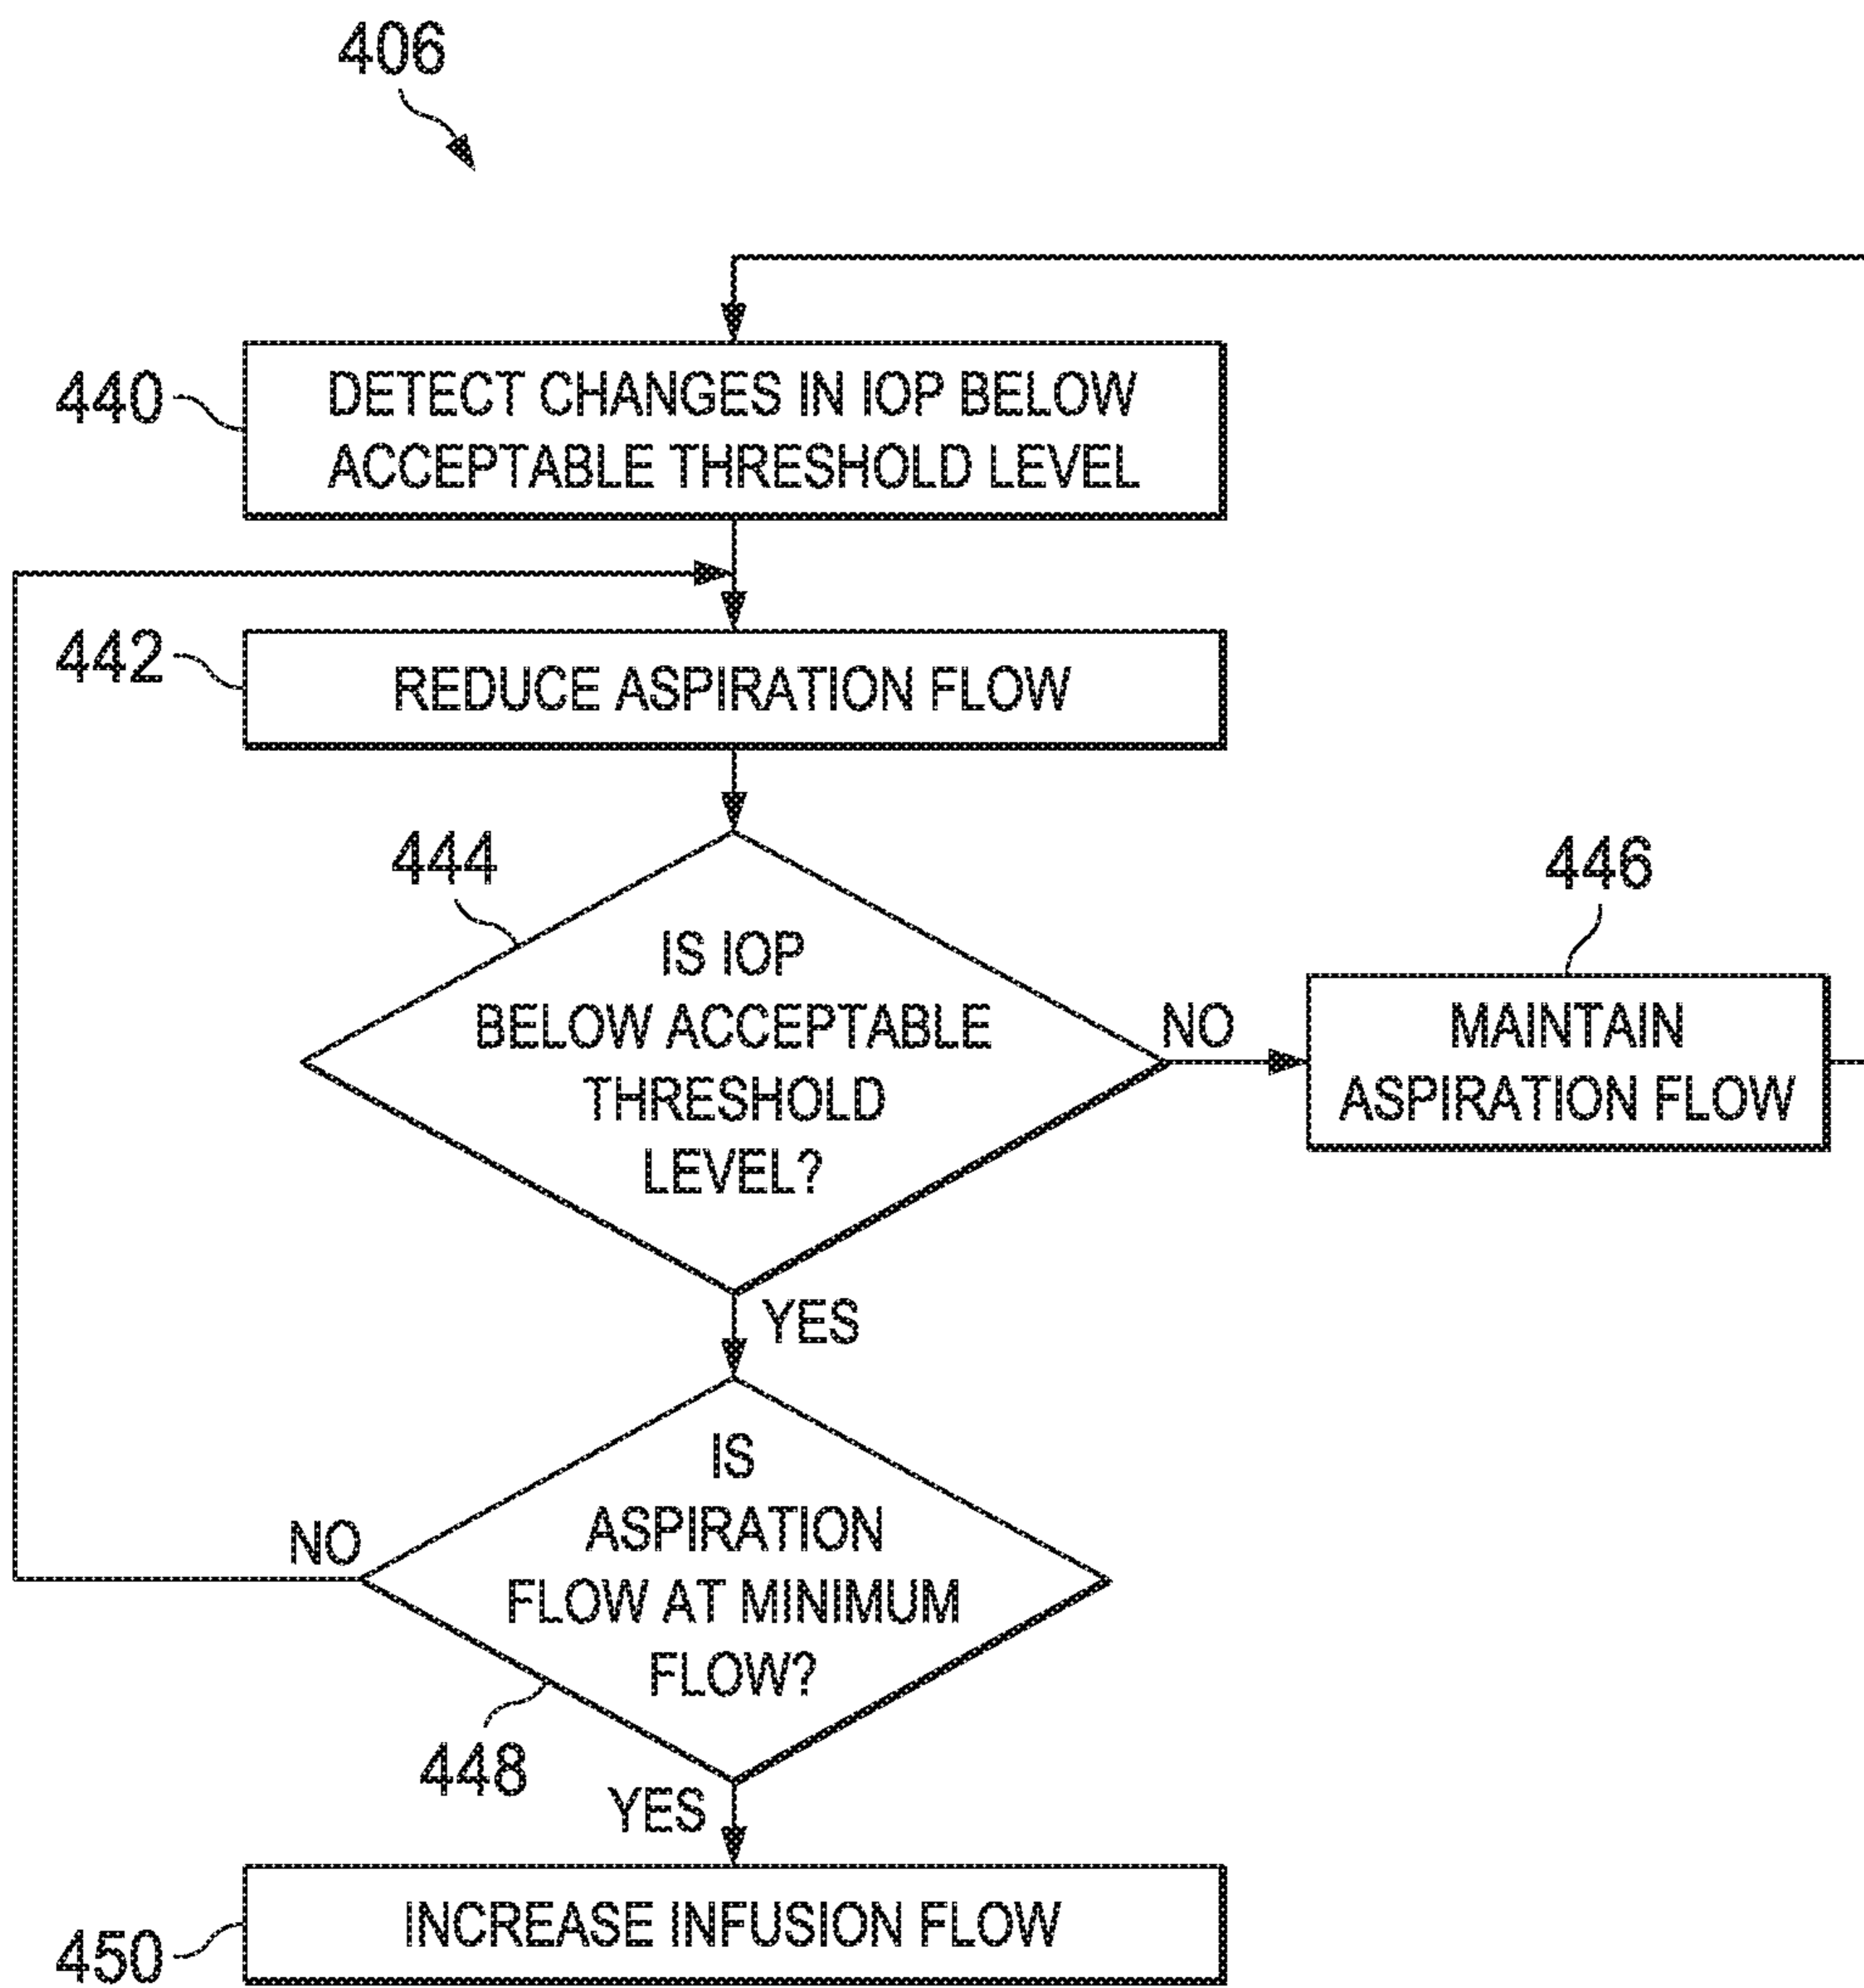 406
440
DETECT CHANGES IN IOP BELOW
ACCEPTABLE THRESHOLD LEVEL
442
REDUCE ASPIRATION FLOW
444
IS IOP
BELOW ACCEPTABLE
THRESHOLD
LEVEL?
NO
446
MAINTAIN
ASPIRATION FLOW
YES
IS
ASPIRATION
FLOW AT MINIMUM
FLOW?
NO
448
YES
450
INCREASE INFUSION FLOW